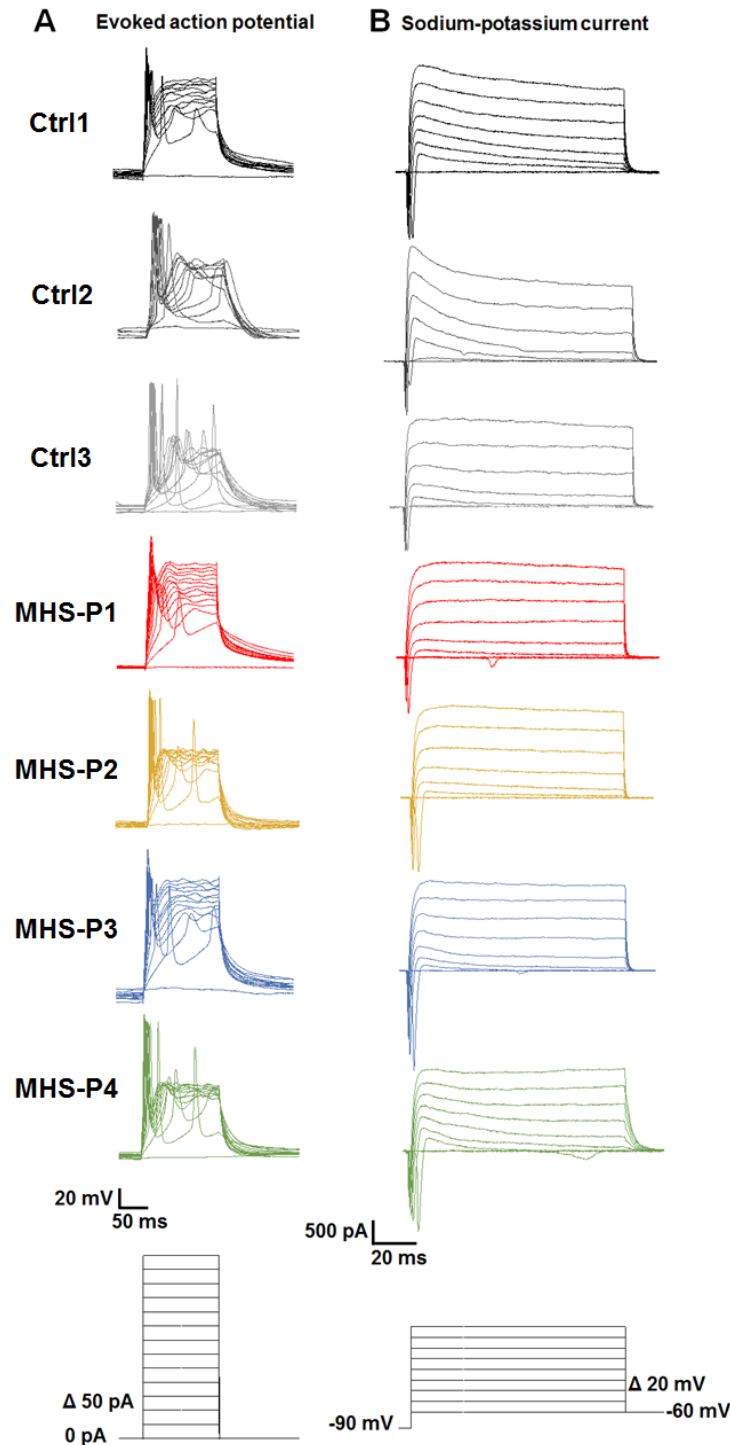 A Evoked action potential B Sodium-potassium current
Ctrl1
Ctrl2
Ctrl3
MHS-P1
MHS-P2
MHS-P3
MHS-P4
20 mV
50 ms
500 pA
20 ms
Δ 50 pA
0 pA
Δ 20 mV
-60 mV
-90 mV